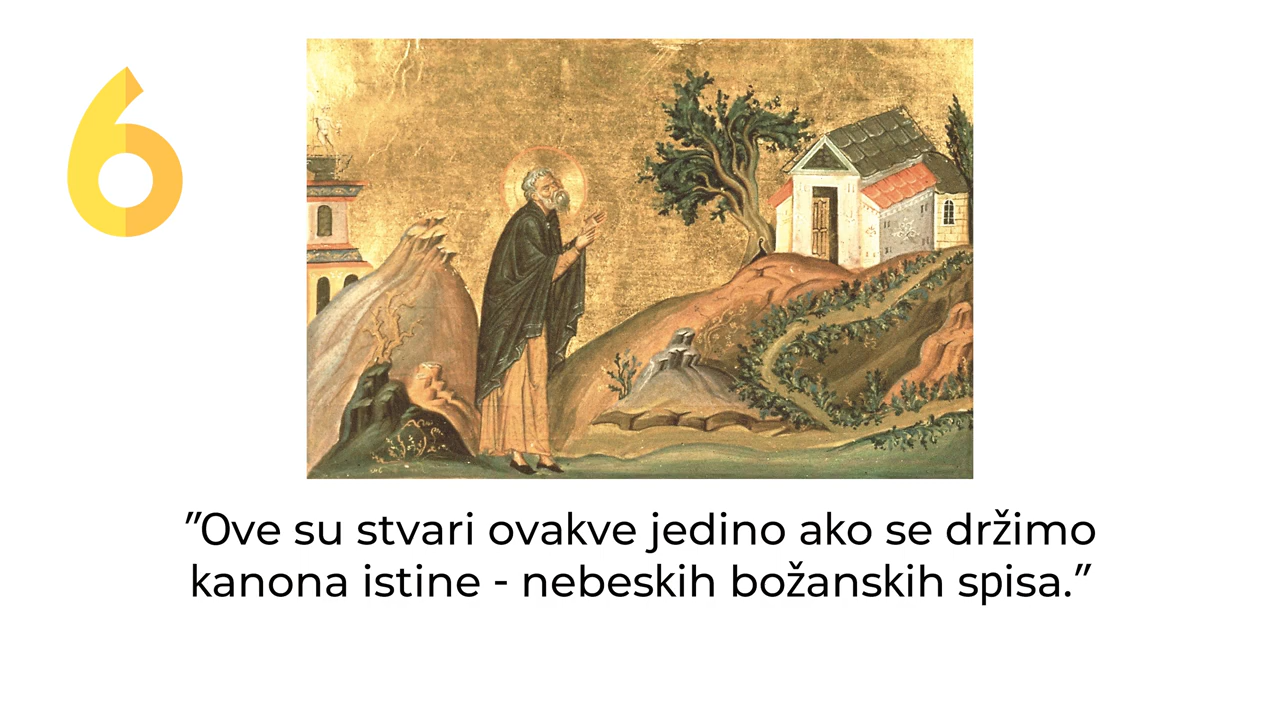 6
”Ove su stvari ovakve jedino ako se držimo
kanona istine - nebeskih božanskih spisa.”